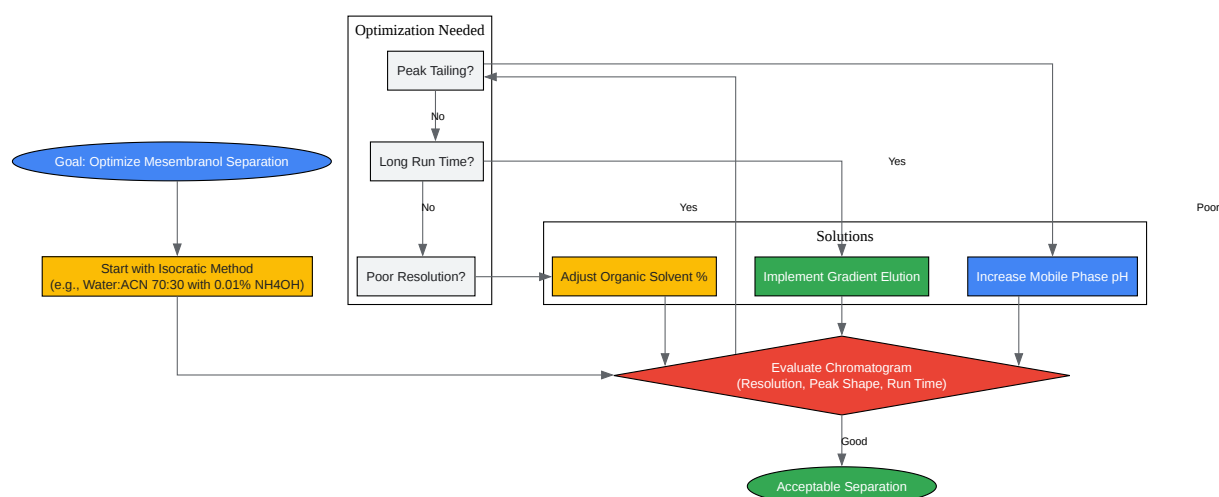 Optimization Needed
Peak Tailing?
No
Goal: Optimize Mesembranol Separation
Long Run Time?
Yes
No
Yes
Poor
Solutions
Start with Isocratic Method
(e.g., Water:ACN 70:30 with 0.01% NH4OH)
Poor Resolution?
Adjust Organic Solvent %
Implement Gradient Elution
Increase Mobile Phase pH
Evaluate Chromatogram
(Resolution, Peak Shape, Run Time)
Good
Acceptable Separation